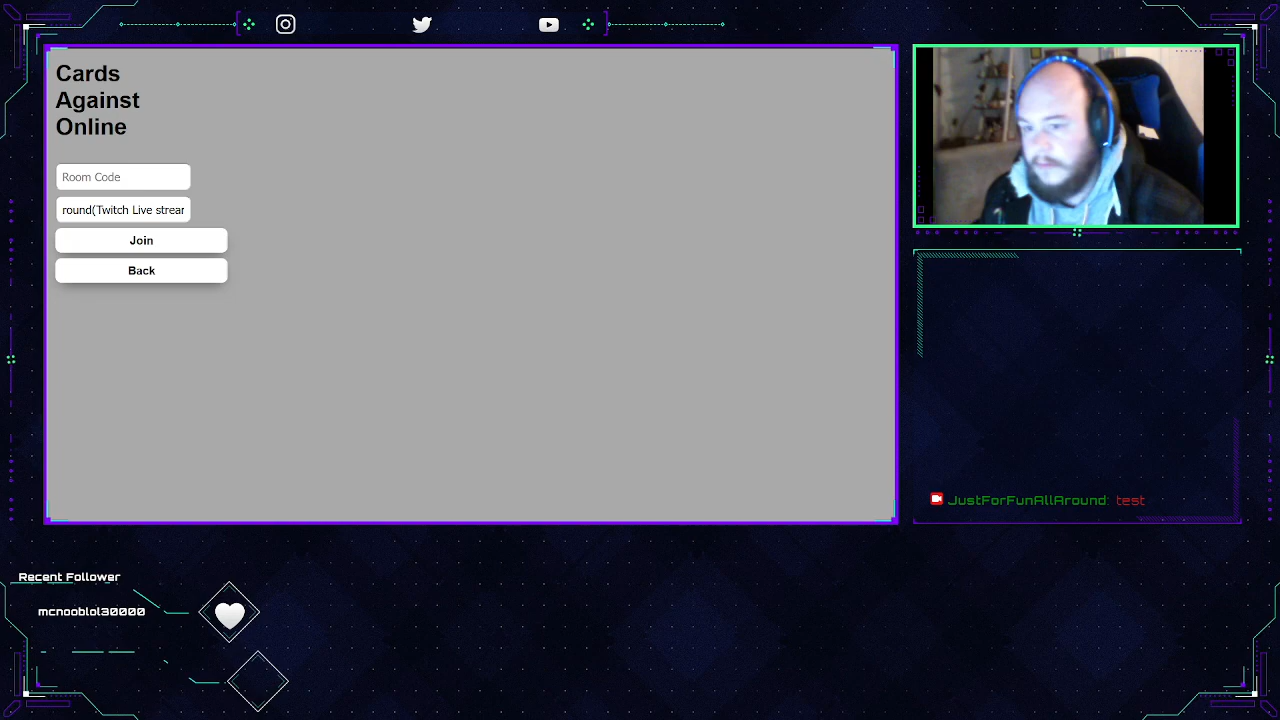 Cards
Against
Online
Room Code
round(Twitch Live strear
Join
Back
JustForFunAllAround: test
Recent Follower
mcnooblol30000